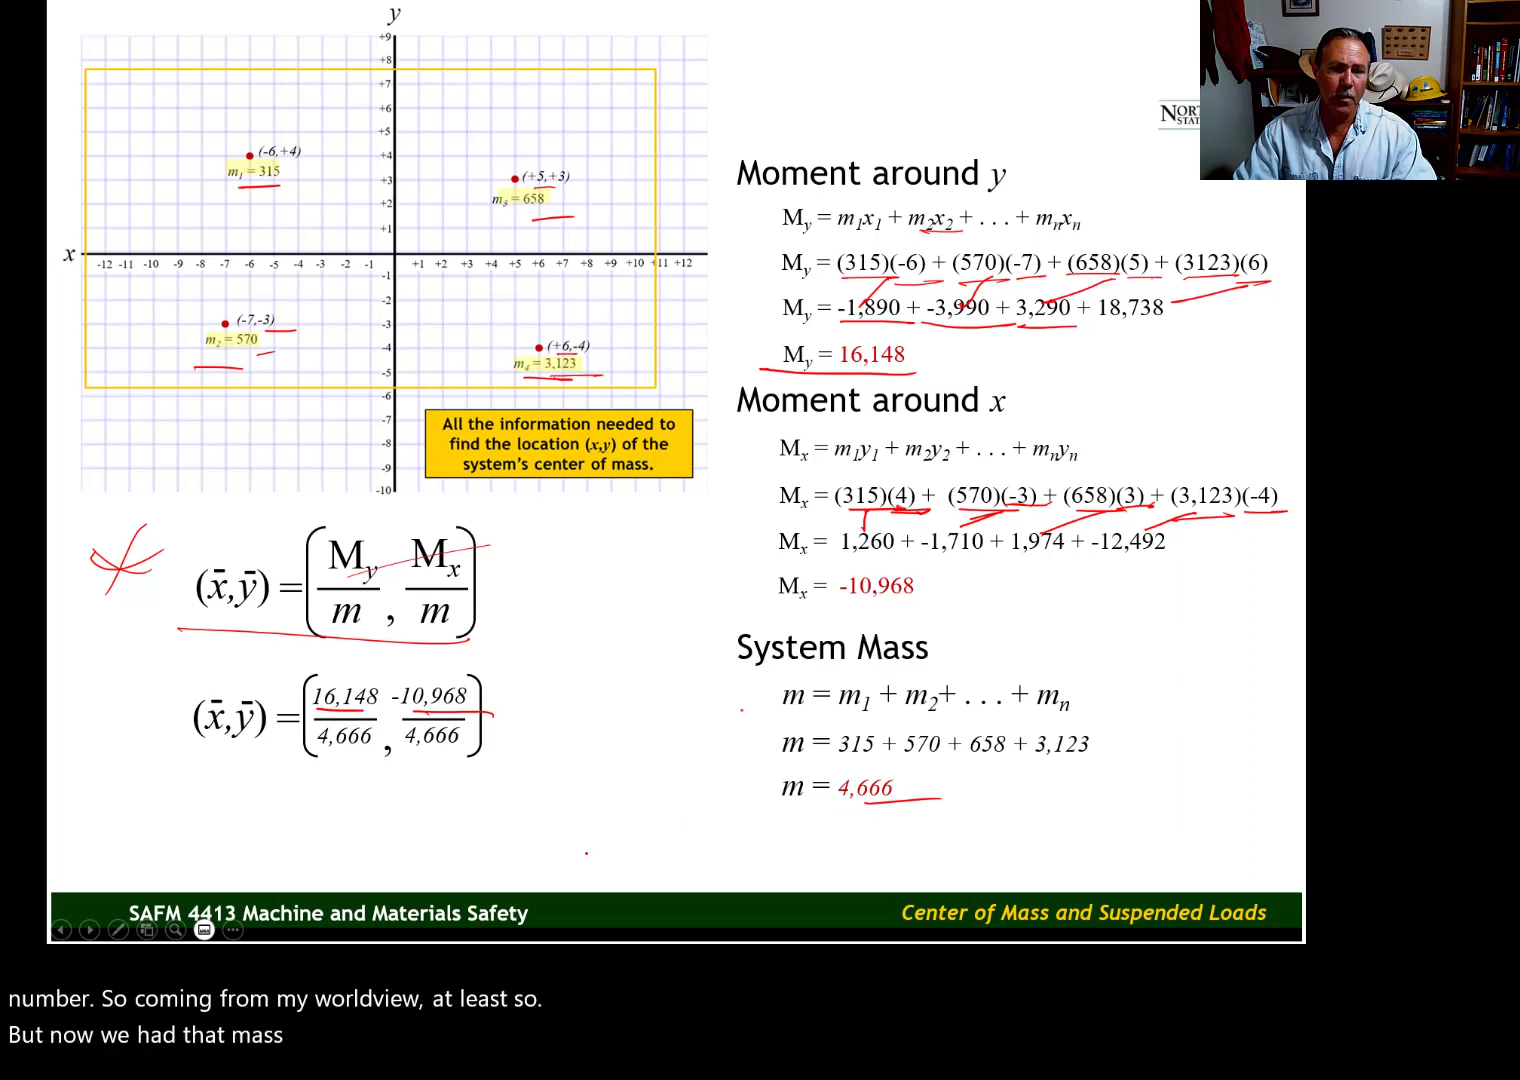 y
+9
+8
+7
+6
+5
+4
+3
+2
+1
(-6,+4)
m1 = 315
(+5,+3)
m3 = 658
x
-12 -11 -10 -9 -8 -7 -6 -5 -4 -3 -2 -1 +1 +2 +3 +4 +5 +6 +7 +8 +9 +10 +11 +12
-1
-2
-3
-4
-5
-6
-7
-8
-9
-10
(-7,-3)
m2 = 570
(+6,-4)
m4 = 3,123
All the information needed to
find the location (x,y) of the
system's center of mass.
(x̄,ȳ) = (My/m , Mx/m)
(x̄,ȳ) = (16,148/4,666 , -10,968/4,666)
Moment around y
My = m1x1 + m2x2 + . . . + mnxn
My = (315)(-6) + (570)(-7) + (658)(5) + (3123)(6)
My = -1,890 + -3,990 + 3,290 + 18,738
My = 16,148
Moment around x
Mx = m1y1 + m2y2 + . . . + mnyn
Mx = (315)(4) + (570)(-3) + (658)(3) + (3,123)(-4)
Mx = 1,260 + -1,710 + 1,974 + -12,492
Mx = -10,968
System Mass
m = m1 + m2+ . . . + mn
m = 315 + 570 + 658 + 3,123
m = 4,666
SAFM 4413 Machine and Materials Safety
Center of Mass and Suspended Loads
number. So coming from my worldview, at least so.
But now we had that mass